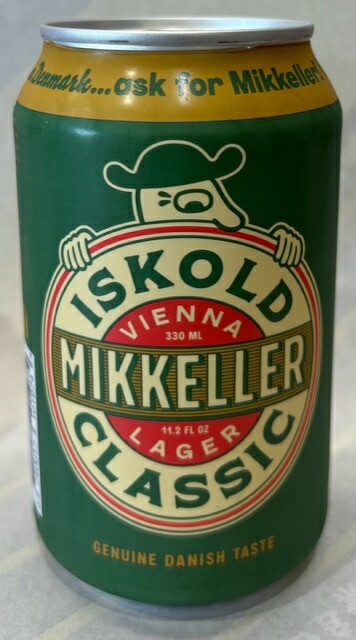 Denmark...ask for Mikkeller!
ISKOLD
VIENNA
330 ML
MIKKELLER
11.2 FL OZ
LAGER
CLASSIC
GENUINE DANISH TASTE